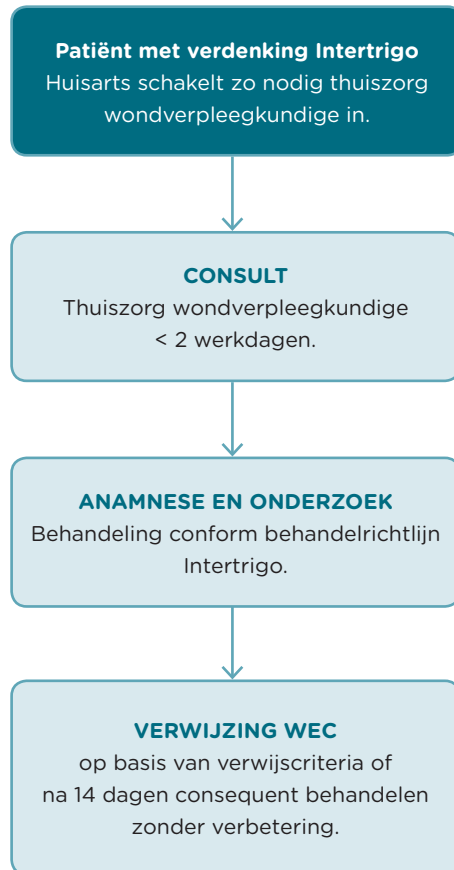 Patiënt met verdenking Intertrigo
Huisarts schakelt zo nodig thuiszorg
wondverpleegkundige in.
CONSULT
Thuiszorg wondverpleegkundige
< 2 werkdagen.
ANAMNESE EN ONDERZOEK
Behandeling conform behandelrichtlijn
Intertrigo.
VERWIJZING WEC
op basis van verwijscriteria of
na 14 dagen consequent behandelen
zonder verbetering.